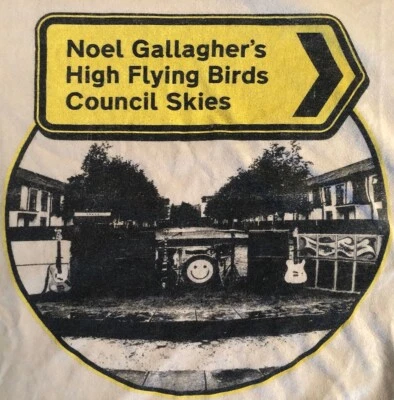 Noel Gallagher's
High Flying Birds
Council Skies